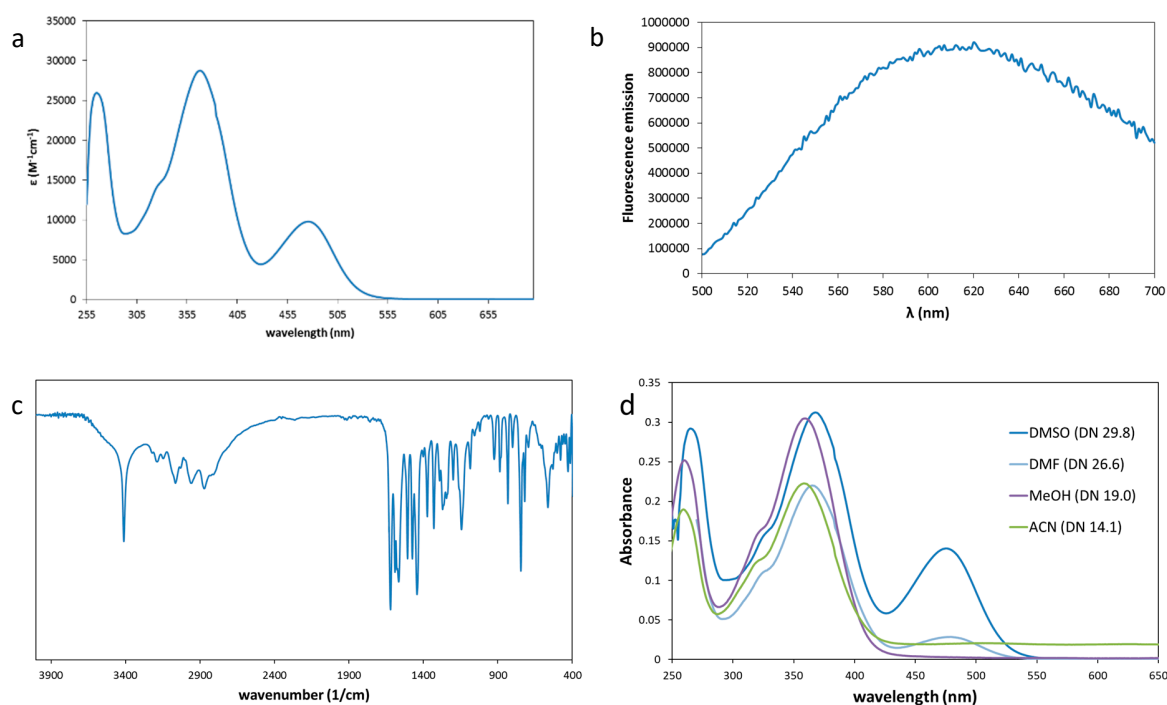 a
35000
30000
25000
20000
15000
10000
5000
0
ε (M⁻¹cm⁻¹)
255 305 355 405 455 505 555 605 655
wavelength (nm)
b
1000000
900000
800000
700000
600000
500000
400000
300000
200000
100000
0
Fluorescence emission
500 520 540 560 580 600 620 640 660 680 700
λ (nm)
c
3900 3400 2900 2400 1900 1400 900 400
wavenumber (1/cm)
d
0.35
0.3
0.25
0.2
0.15
0.1
0.05
0
Absorbance
DMSO (DN 29.8)
DMF (DN 26.6)
MeOH (DN 19.0)
ACN (DN 14.1)
250 300 350 400 450 500 550 600 650
wavelength (nm)